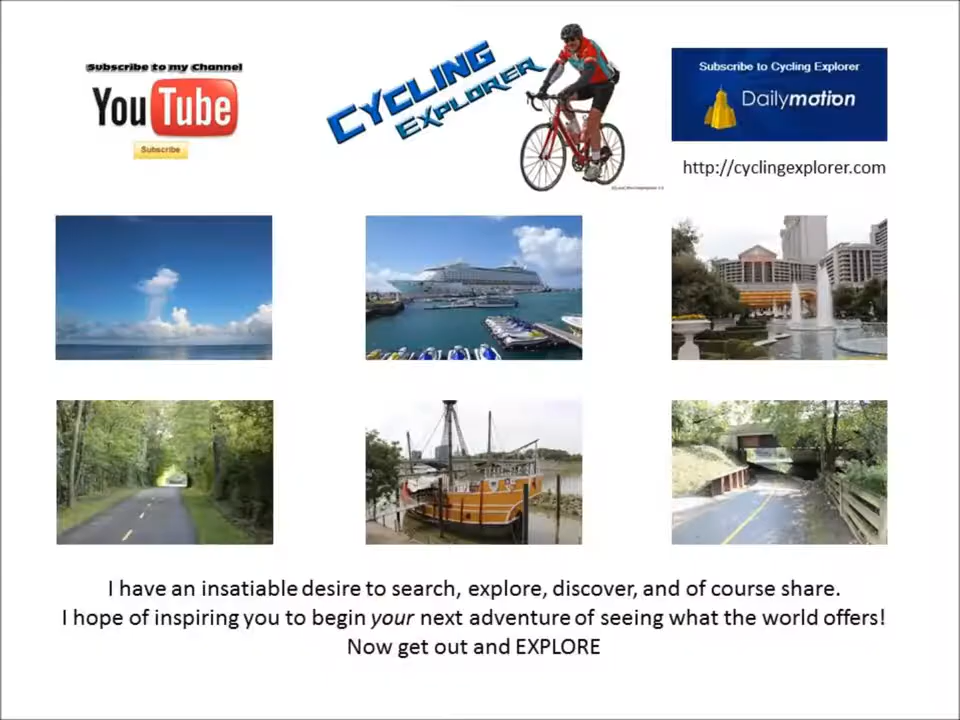 Subscribe to my Channel
YouTube
Subscribe
CYCLING
EXPLORER
Subscribe to Cycling Explorer
Dailymotion
http://cyclingexplorer.com
I have an insatiable desire to search, explore, discover, and of course share.
I hope of inspiring you to begin your next adventure of seeing what the world offers!
Now get out and EXPLORE